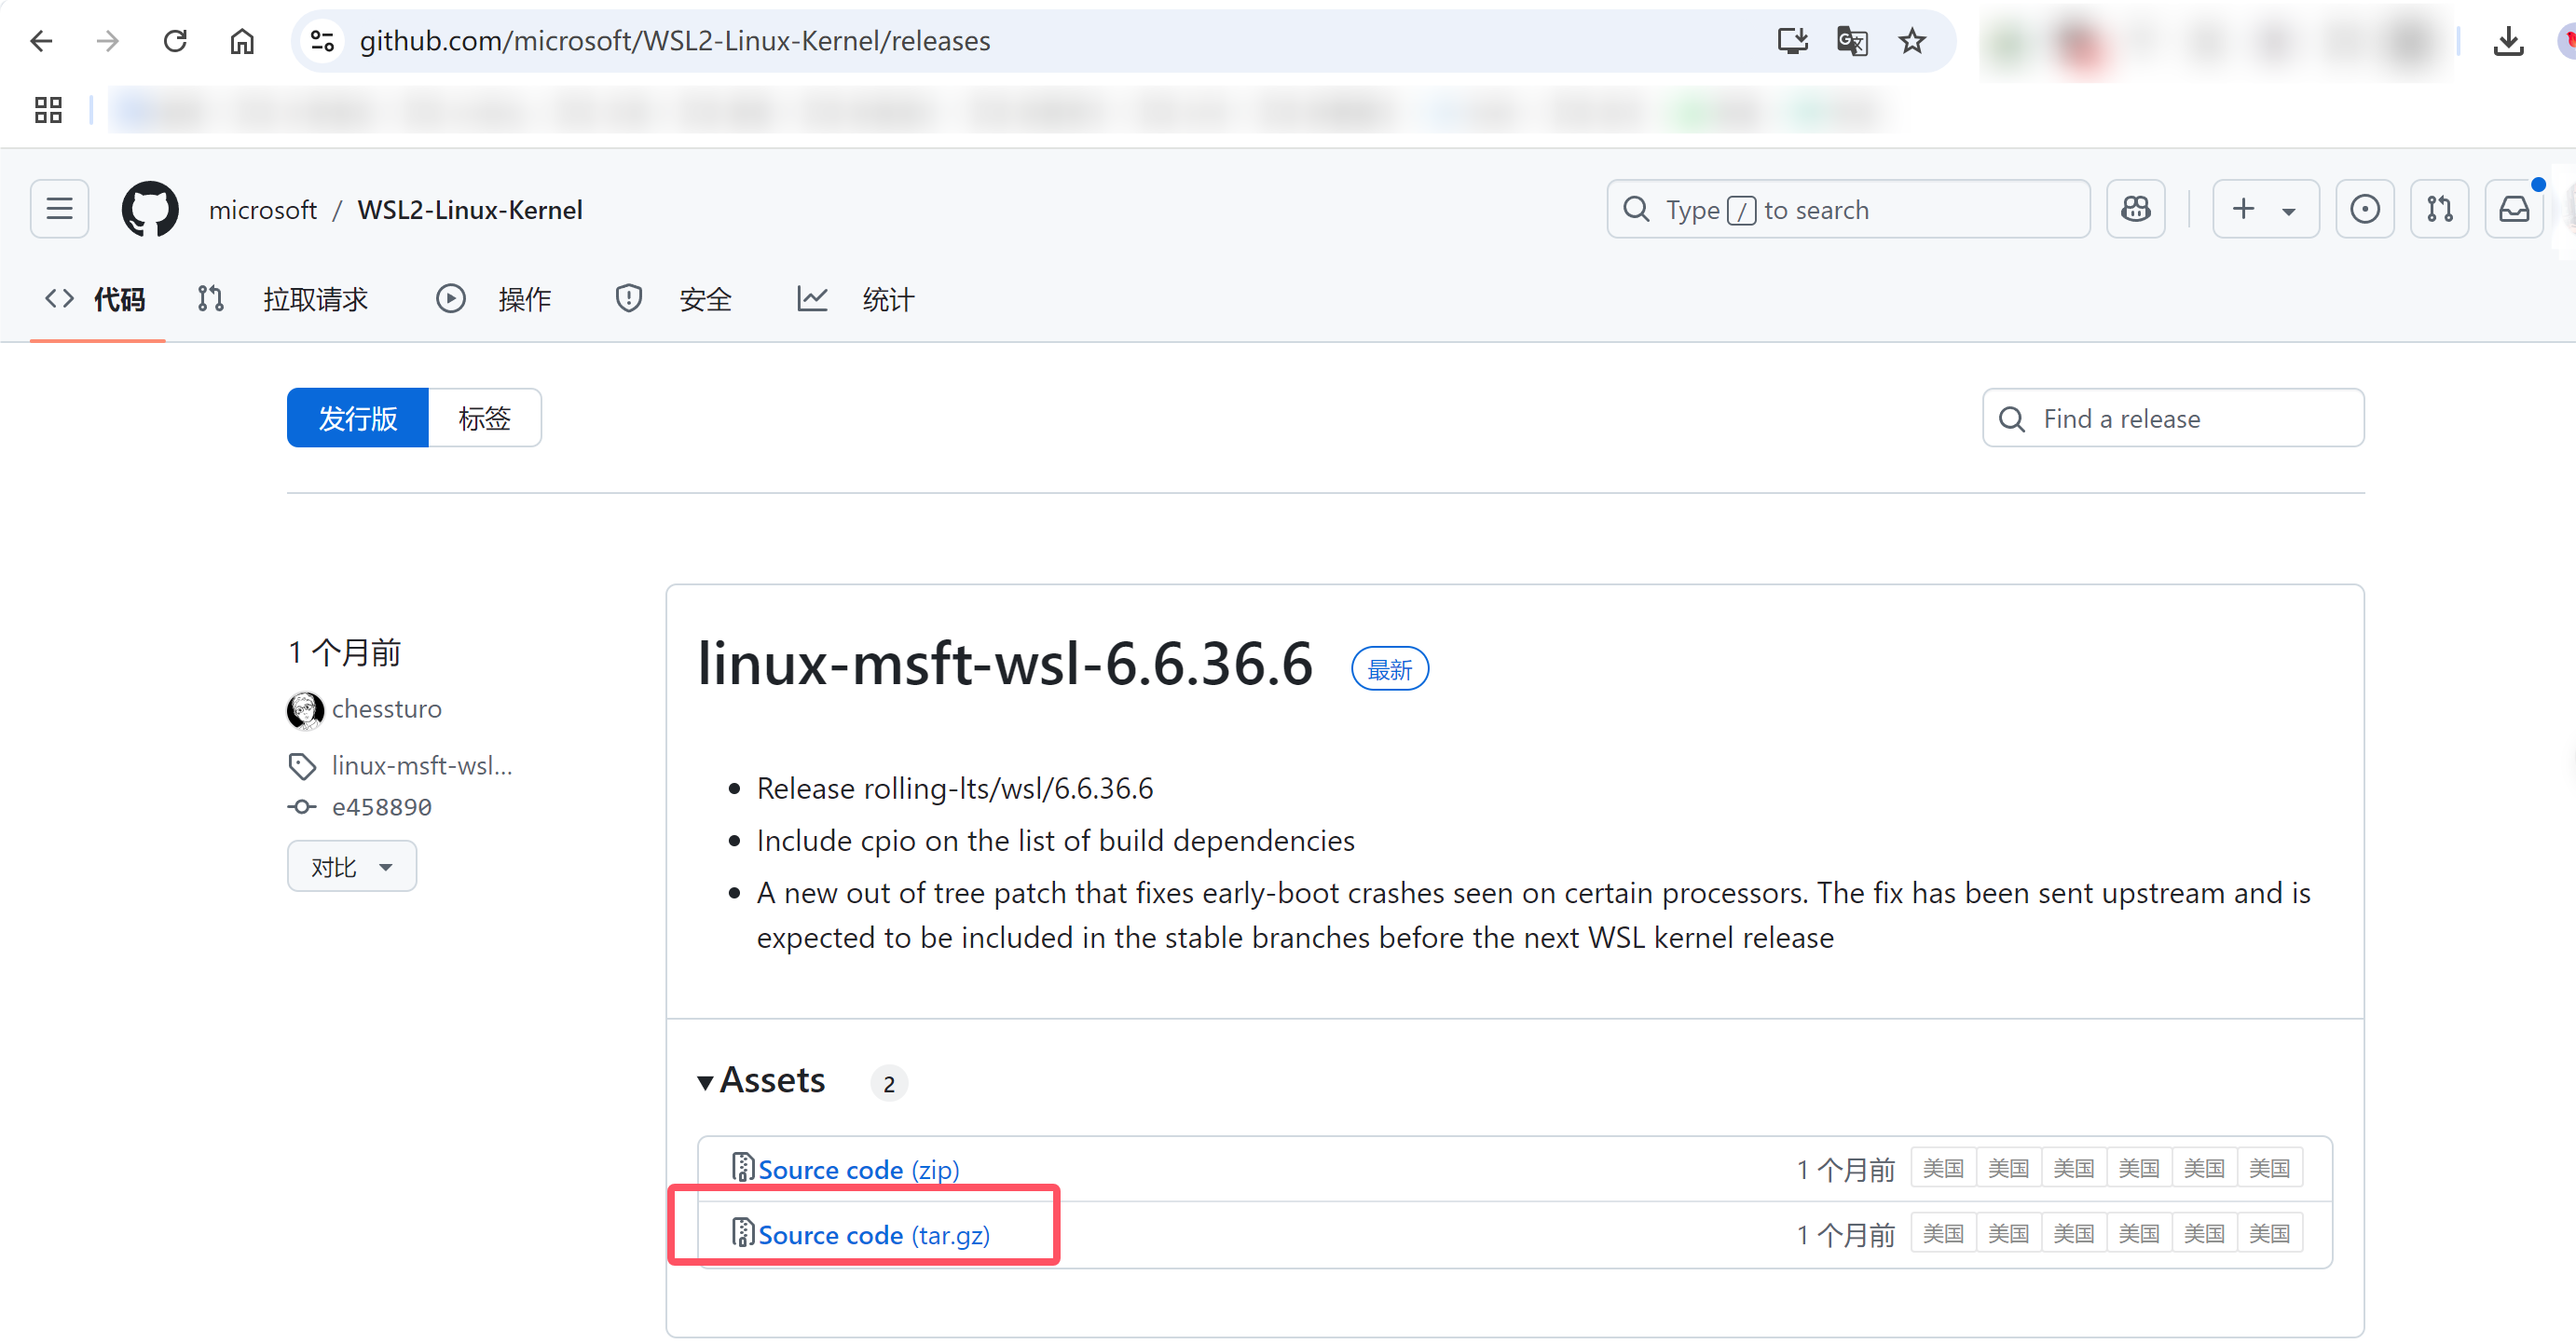 github.com/microsoft/WSL2-Linux-Kernel/releases
microsoft / WSL2-Linux-Kernel
Type / to search
代码 拉取请求 操作 安全 统计
发行版 标签
Find a release
1 个月前
chessturo
linux-msft-wsl...
e458890
对比
linux-msft-wsl-6.6.36.6 最新
Release rolling-lts/wsl/6.6.36.6
Include cpio on the list of build dependencies
A new out of tree patch that fixes early-boot crashes seen on certain processors. The fix has been sent upstream and is
expected to be included in the stable branches before the next WSL kernel release
Assets 2
Source code (zip) 1 个月前 美国 美国 美国 美国 美国 美国
Source code (tar.gz) 1 个月前 美国 美国 美国 美国 美国 美国